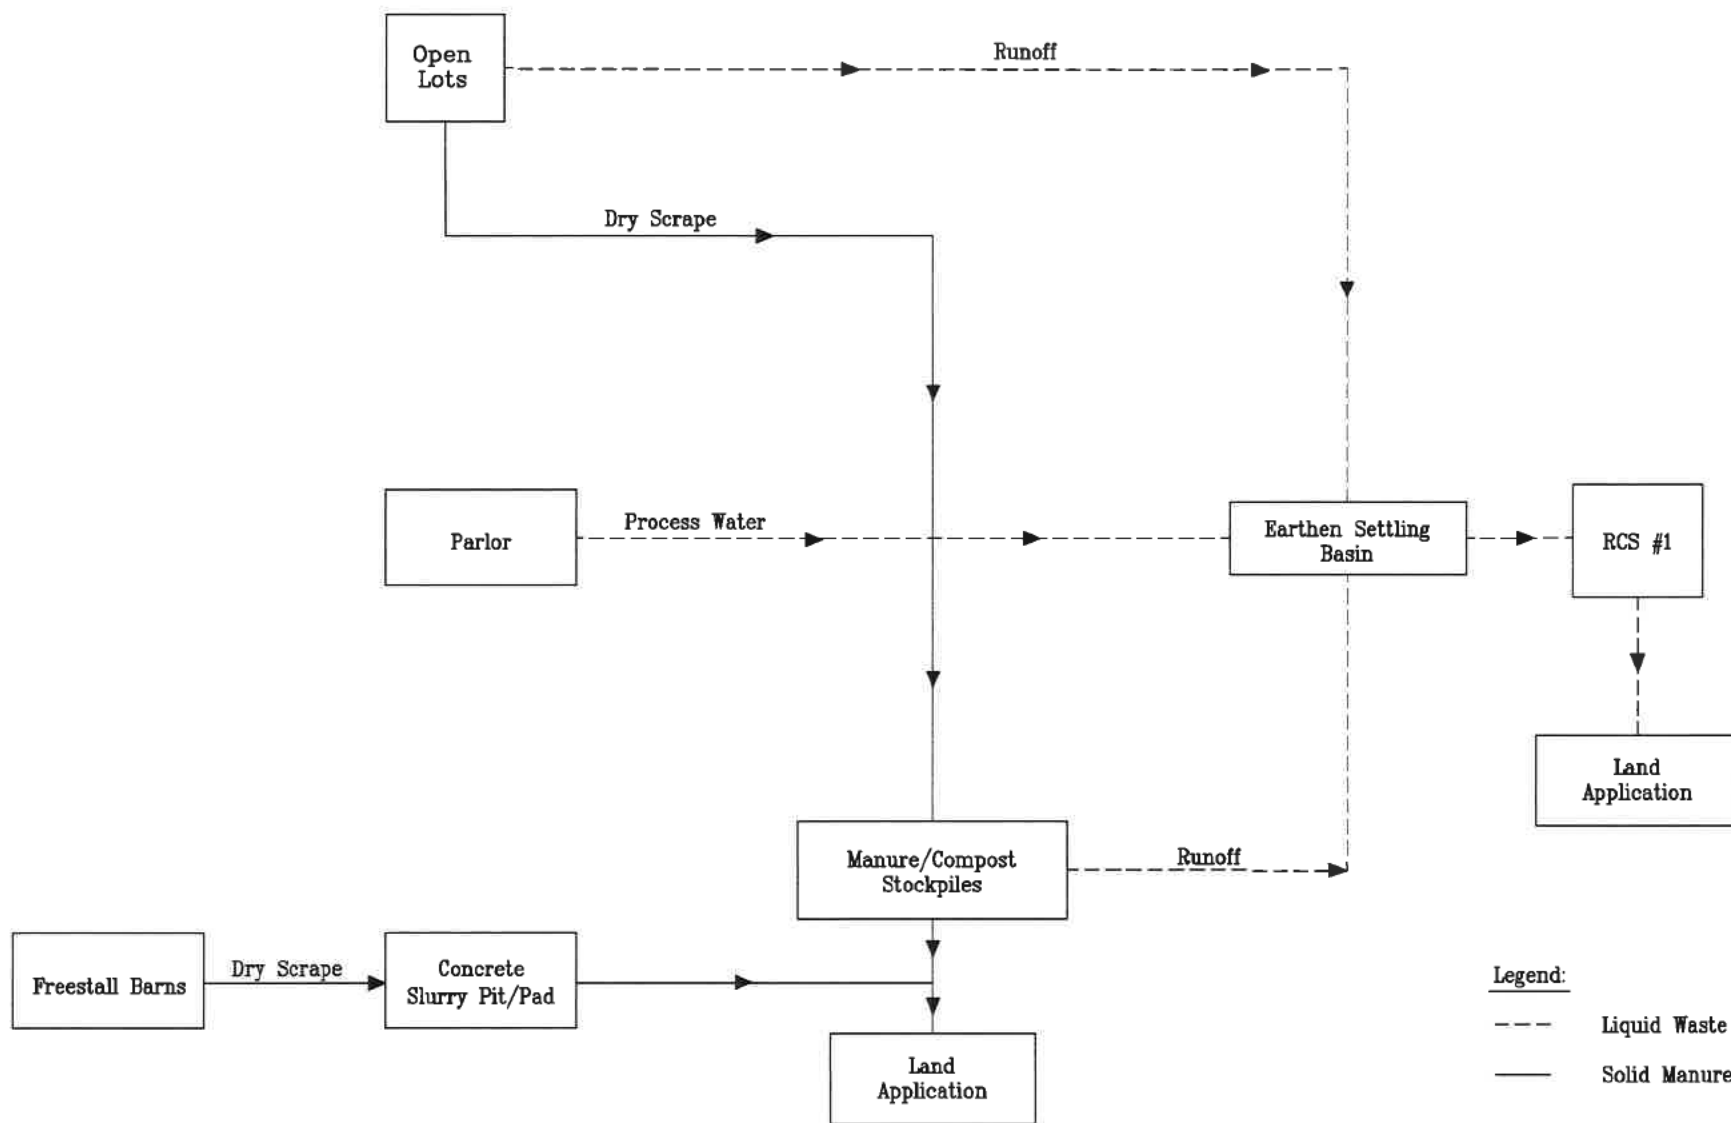 Open
Lots
Runoff
Dry Scrape
Parlor
Process Water
Earthen Settling
Basin
RCS #1
Land
Application
Manure/Compost
Stockpiles
Runoff
Freestall Barns
Dry Scrape
Concrete
Slurry Pit/Pad
Land
Application
Legend:
Liquid Waste
Solid Manure